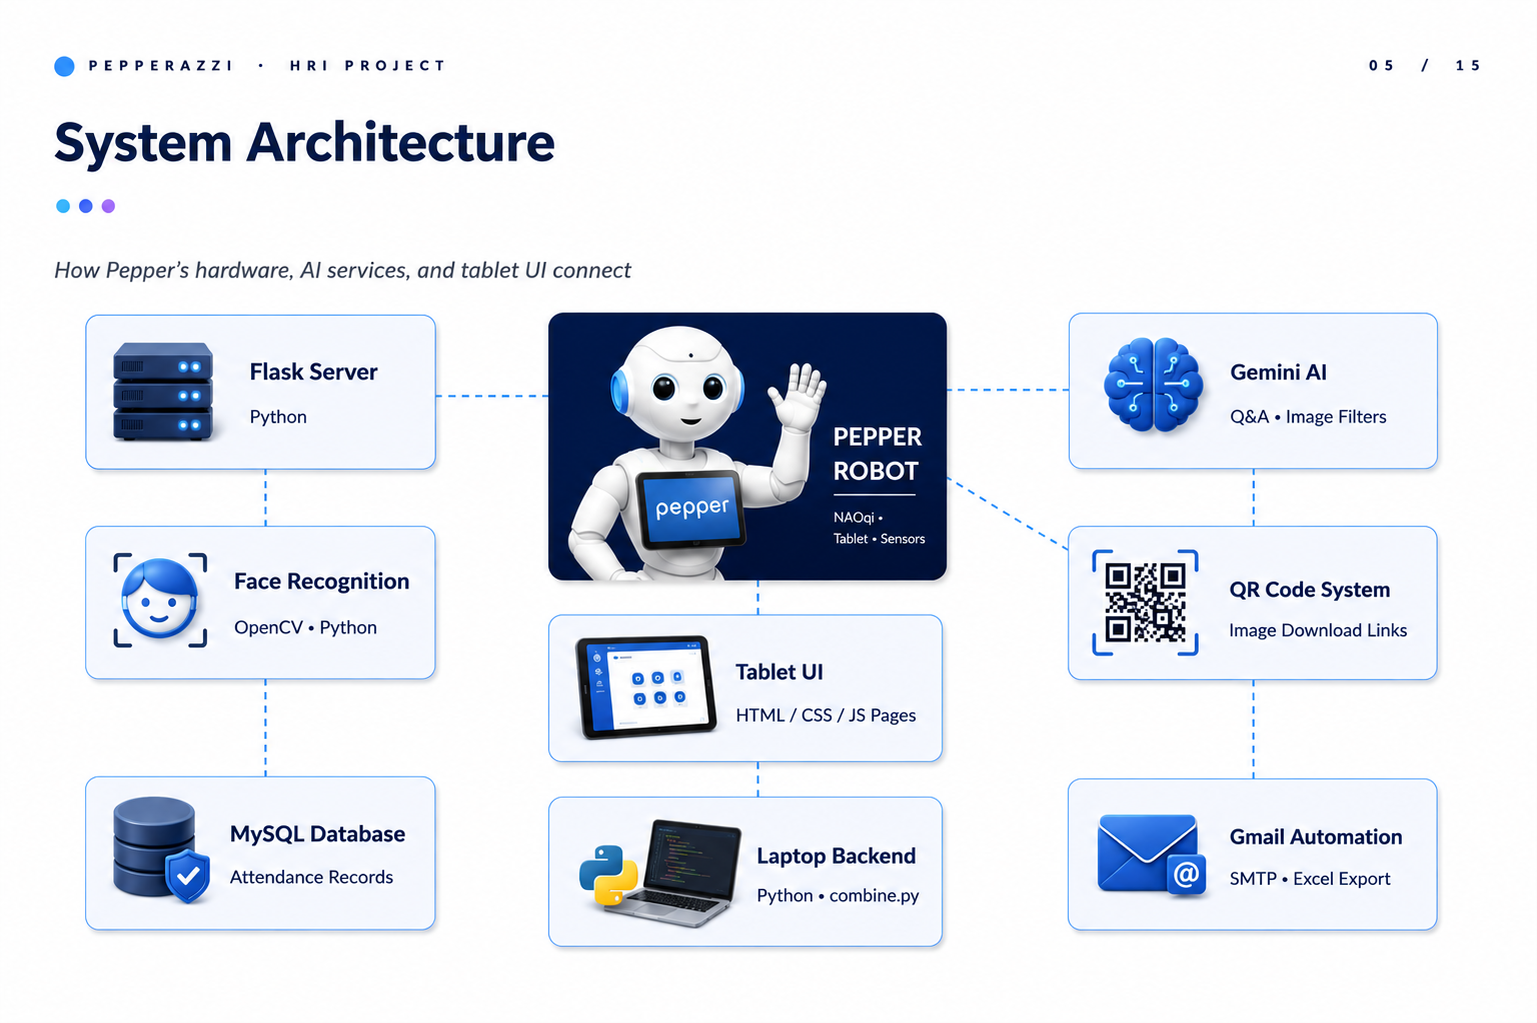 PEPPERAZZI · HRI PROJECT
05 / 15
System Architecture
How Pepper's hardware, AI services, and tablet UI connect
Flask Server
Python
Face Recognition
OpenCV • Python
MySQL Database
Attendance Records
pepper
PEPPER
ROBOT
NAOqi •
Tablet • Sensors
Tablet UI
HTML / CSS / JS Pages
Laptop Backend
Python • combine.py
Gemini AI
Q&A • Image Filters
QR Code System
Image Download Links
@
Gmail Automation
SMTP • Excel Export